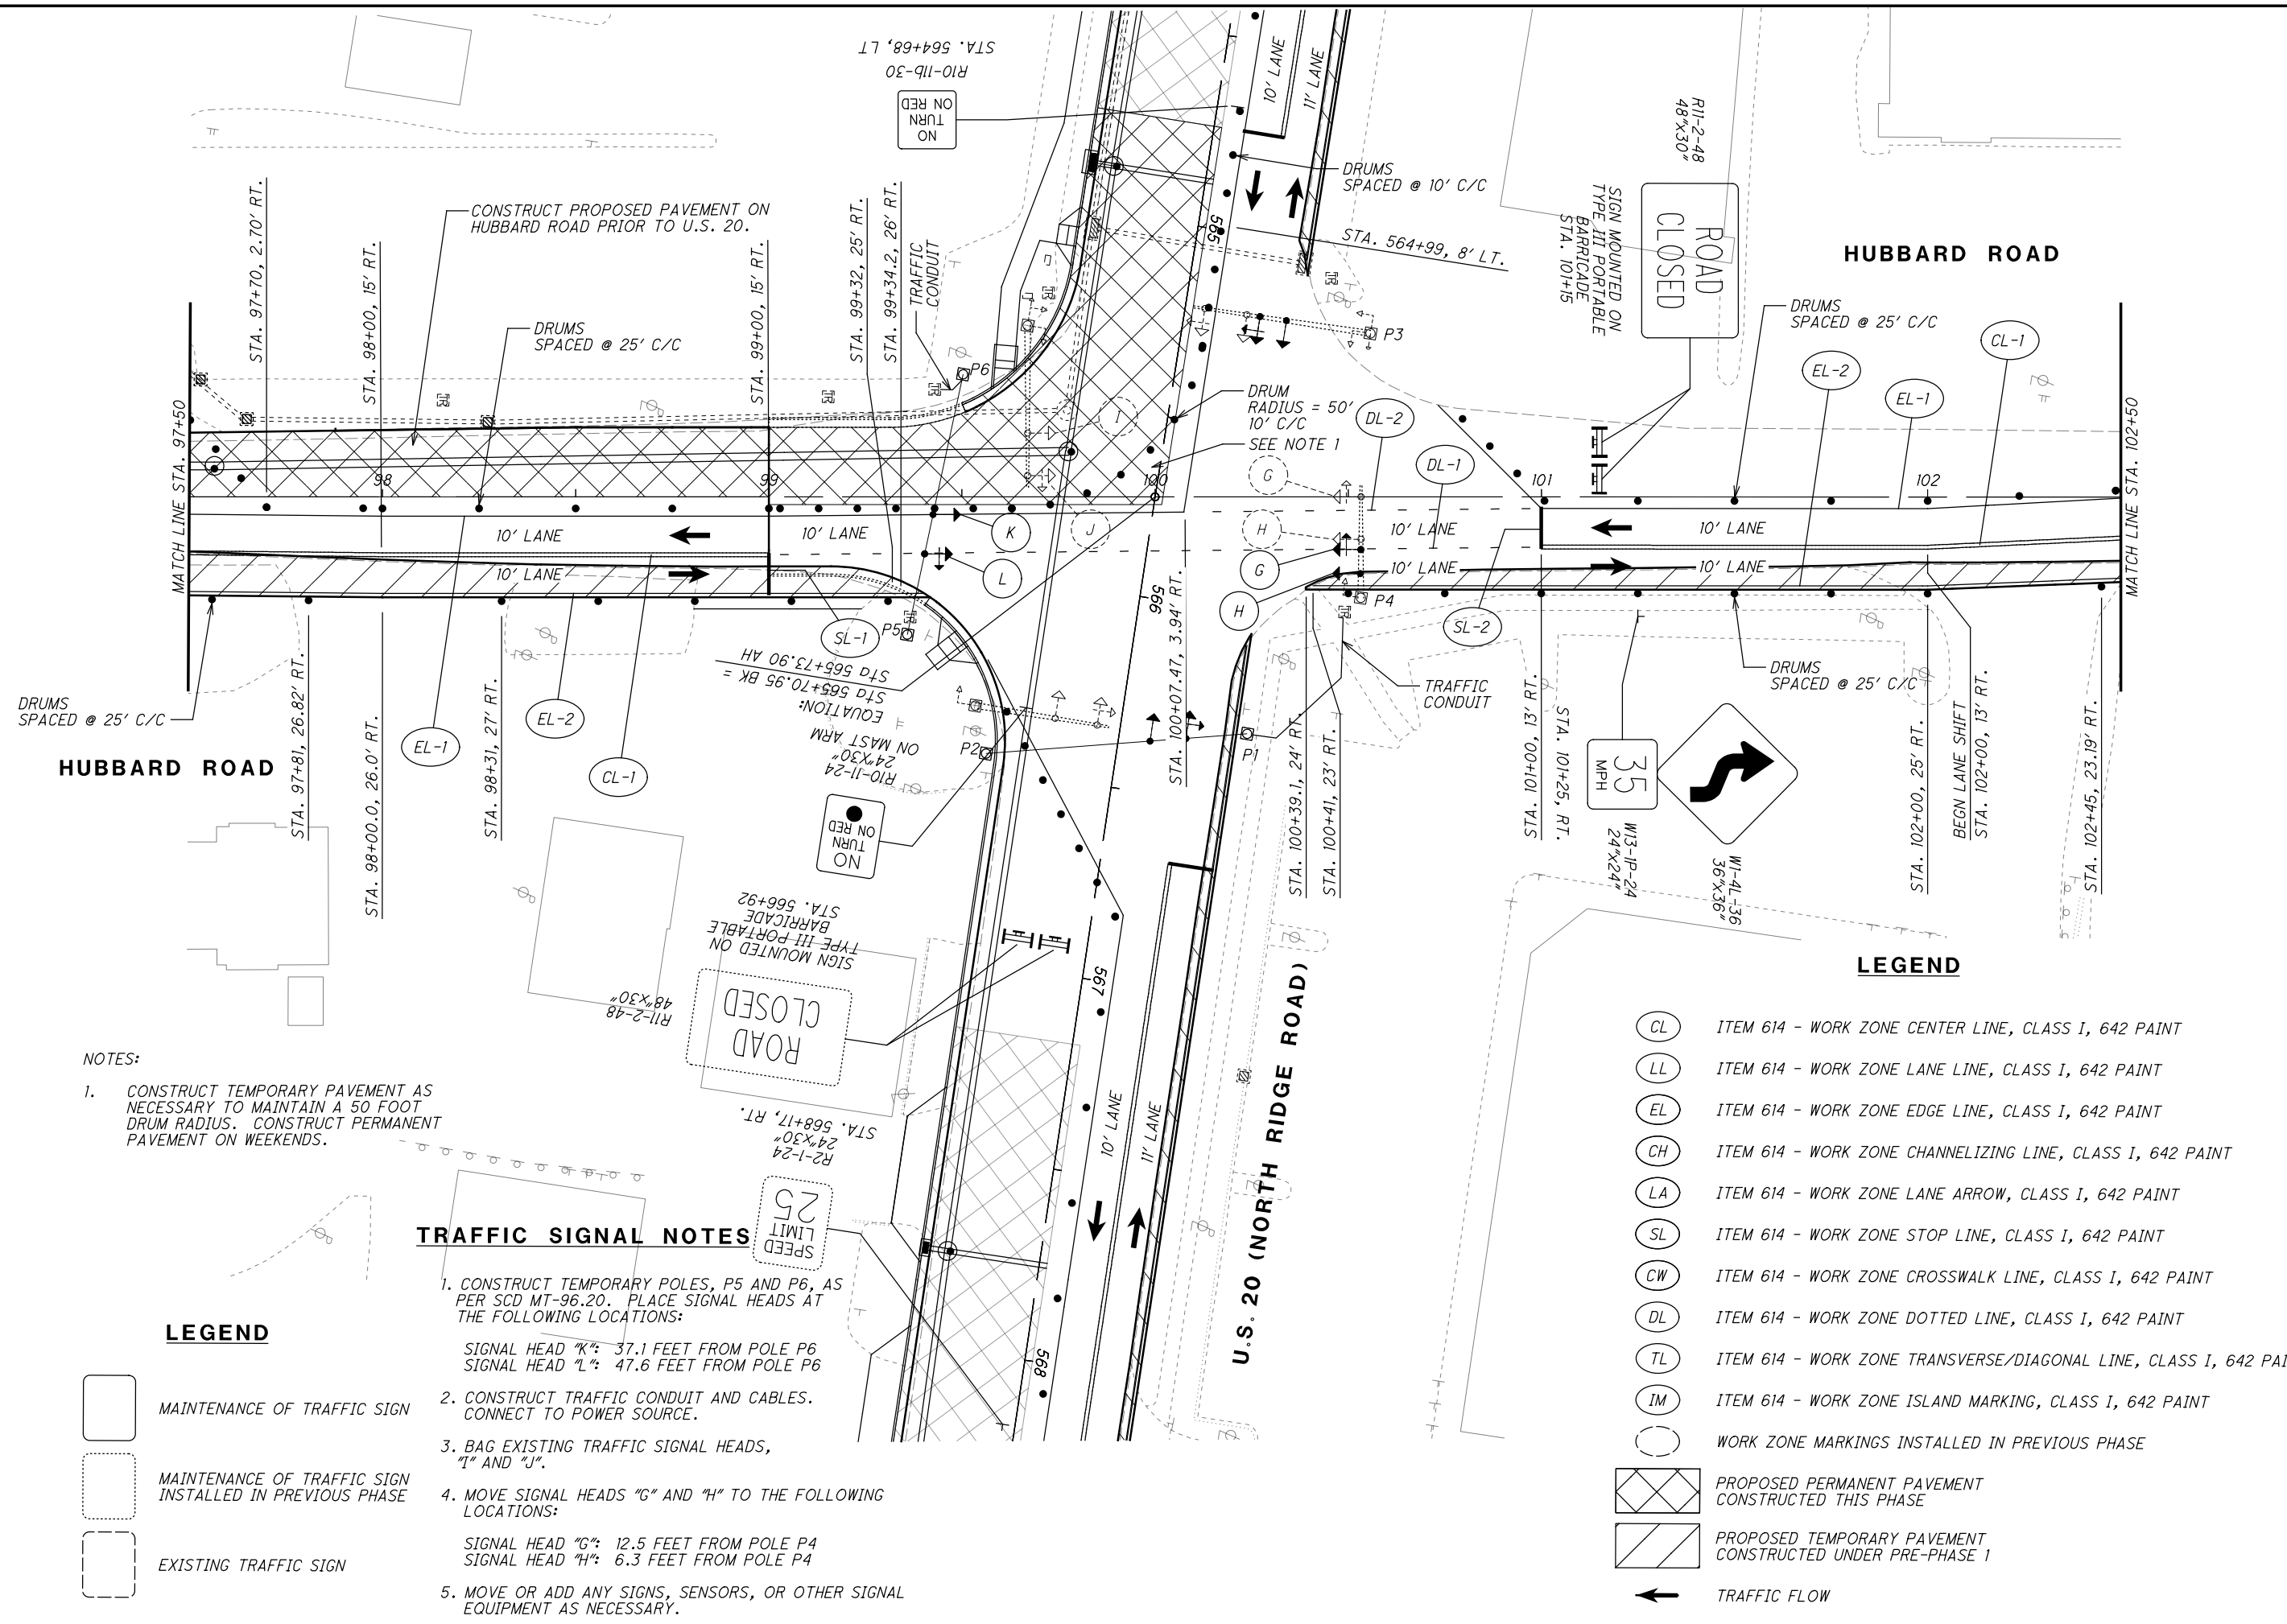 STA. 564+68, LT
R10-11b-30
NO
TURN
ON RED
10' LANE
11' LANE
DRUMS
SPACED @ 10' C/C
565
STA. 564+99, 8' LT.
R11-2-48
48"X30"
ROAD
CLOSED
SIGN MOUNTED ON
TYPE III PORTABLE
BARRICADE
STA. 101+15
HUBBARD ROAD
STA. 97+70, 2.70' RT.
CONSTRUCT PROPOSED PAVEMENT ON
HUBBARD ROAD PRIOR TO U.S. 20.
STA. 98+00, 15' RT.
DRUMS
SPACED @ 25' C/C
STA. 99+00, 15' RT.
STA. 99+32, 25' RT.
STA. 99+34.2, 26' RT.
TRAFFIC
CONDUIT
P6
P3
DRUMS
SPACED @ 25' C/C
CL-1
EL-2
EL-1
DRUM
RADIUS = 50'
10' C/C
SEE NOTE 1
DL-2
DL-1
G
H
I
J
K
L
G
H
MATCH LINE STA. 97+50
98
99
100
101
102
MATCH LINE STA. 102+50
10' LANE
10' LANE
10' LANE
10' LANE
10' LANE
10' LANE
10' LANE
SL-1
P5
P4
SL-2
566
STA. 100+07.47, 3.94' RT.
EQUATION:
Sta 565+70.95 BK =
Sta 565+73.90 AH
DRUMS
SPACED @ 25' C/C
HUBBARD ROAD
EL-1
EL-2
CL-1
STA. 97+81, 26.82' RT.
STA. 98+00.0, 26.0' RT.
STA. 98+31, 27' RT.
R10-11-24
24"X30"
ON MAST ARM
P2
P1
NO
TURN
ON RED
TRAFFIC
CONDUIT
DRUMS
SPACED @ 25' C/C
STA. 100+39.1, 24' RT.
STA. 100+41, 23' RT.
STA. 101+00, 13' RT.
STA. 101+25, RT.
35
MPH
W13-1P-24
24"X24"
W1-4L-36
36"X36"
STA. 102+00, 25' RT.
BEGN LANE SHIFT
STA. 102+00, 13' RT.
STA. 102+45, 23.19' RT.
SIGN MOUNTED ON
TYPE III PORTABLE
BARRICADE
STA. 566+92
ROAD
CLOSED
R11-2-48
48"X30"
567
10' LANE
11' LANE
R2-1-24
24"X30"
STA. 568+17, RT.
SPEED
LIMIT
25
568
U.S. 20 (NORTH RIDGE ROAD)
NOTES:
1. CONSTRUCT TEMPORARY PAVEMENT AS
NECESSARY TO MAINTAIN A 50 FOOT
DRUM RADIUS. CONSTRUCT PERMANENT
PAVEMENT ON WEEKENDS.
TRAFFIC SIGNAL NOTES
1. CONSTRUCT TEMPORARY POLES, P5 AND P6, AS
PER SCD MT-96.20. PLACE SIGNAL HEADS AT
THE FOLLOWING LOCATIONS:
SIGNAL HEAD "K": 37.1 FEET FROM POLE P6
SIGNAL HEAD "L": 47.6 FEET FROM POLE P6
2. CONSTRUCT TRAFFIC CONDUIT AND CABLES.
CONNECT TO POWER SOURCE.
3. BAG EXISTING TRAFFIC SIGNAL HEADS,
"I" AND "J".
4. MOVE SIGNAL HEADS "G" AND "H" TO THE FOLLOWING
LOCATIONS:
SIGNAL HEAD "G": 12.5 FEET FROM POLE P4
SIGNAL HEAD "H": 6.3 FEET FROM POLE P4
5. MOVE OR ADD ANY SIGNS, SENSORS, OR OTHER SIGNAL
EQUIPMENT AS NECESSARY.
LEGEND
MAINTENANCE OF TRAFFIC SIGN
MAINTENANCE OF TRAFFIC SIGN
INSTALLED IN PREVIOUS PHASE
EXISTING TRAFFIC SIGN
LEGEND
CL ITEM 614 - WORK ZONE CENTER LINE, CLASS I, 642 PAINT
LL ITEM 614 - WORK ZONE LANE LINE, CLASS I, 642 PAINT
EL ITEM 614 - WORK ZONE EDGE LINE, CLASS I, 642 PAINT
CH ITEM 614 - WORK ZONE CHANNELIZING LINE, CLASS I, 642 PAINT
LA ITEM 614 - WORK ZONE LANE ARROW, CLASS I, 642 PAINT
SL ITEM 614 - WORK ZONE STOP LINE, CLASS I, 642 PAINT
CW ITEM 614 - WORK ZONE CROSSWALK LINE, CLASS I, 642 PAINT
DL ITEM 614 - WORK ZONE DOTTED LINE, CLASS I, 642 PAINT
TL ITEM 614 - WORK ZONE TRANSVERSE/DIAGONAL LINE, CLASS I, 642 PAI
IM ITEM 614 - WORK ZONE ISLAND MARKING, CLASS I, 642 PAINT
WORK ZONE MARKINGS INSTALLED IN PREVIOUS PHASE
PROPOSED PERMANENT PAVEMENT
CONSTRUCTED THIS PHASE
PROPOSED TEMPORARY PAVEMENT
CONSTRUCTED UNDER PRE-PHASE 1
TRAFFIC FLOW